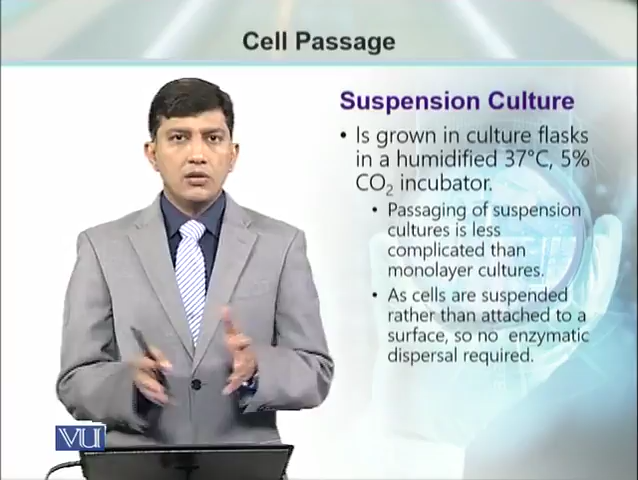 Cell Passage
Suspension Culture
• Is grown in culture flasks
in a humidified 37°C, 5%
CO₂ incubator.
• Passaging of suspension
cultures is less
complicated than
monolayer cultures.
• As cells are suspended
rather than attached to a
surface, so no enzymatic
dispersal required.
VU